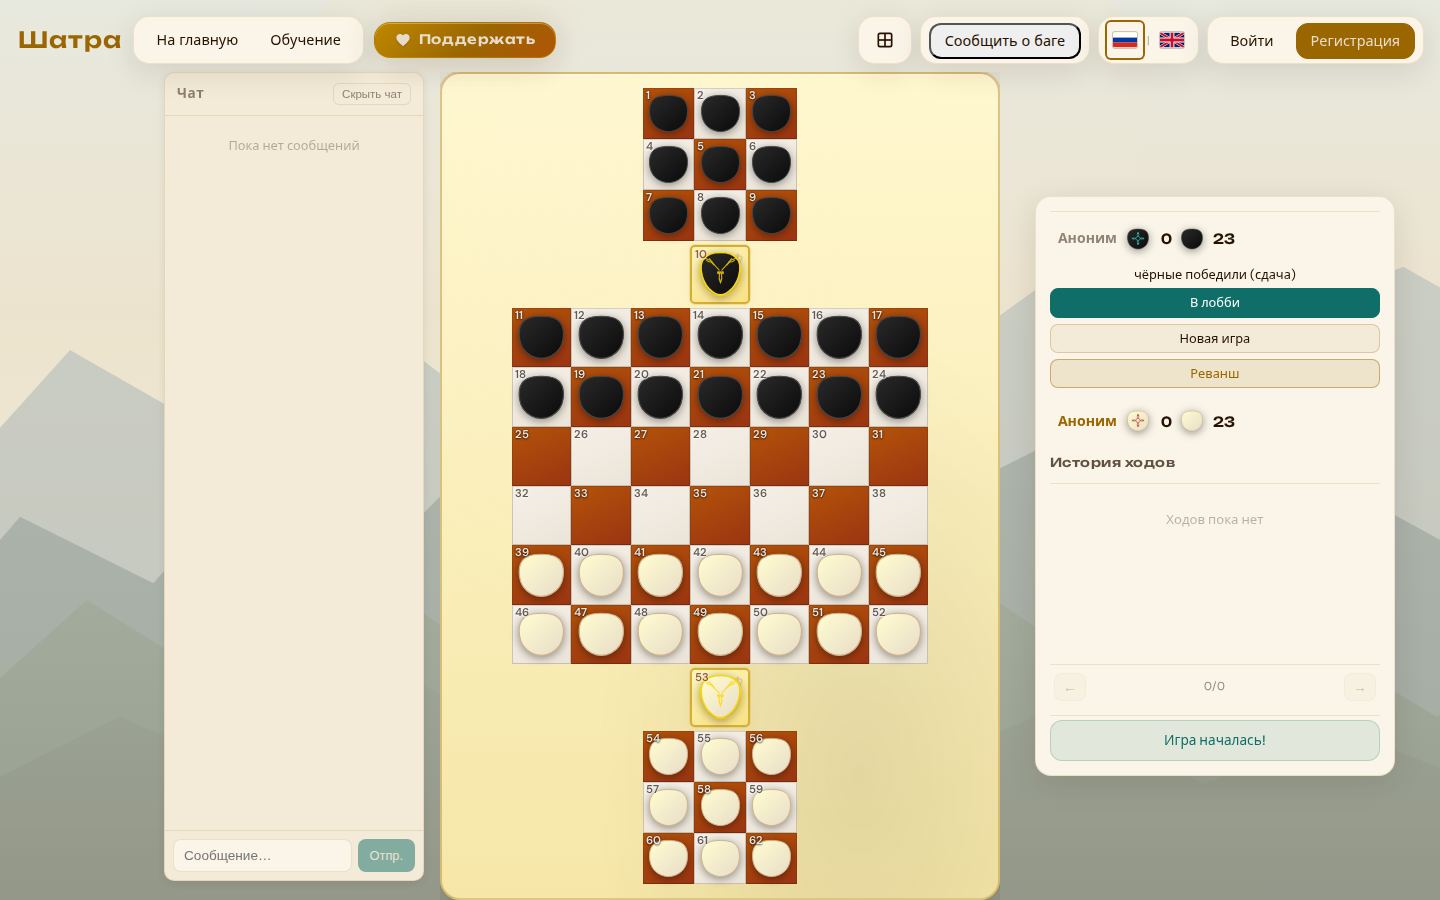 Шатра
На главную
Обучение
Поддержать
Сообщить о баге
Войти
Регистрация
Чат
Скрыть чат
Пока нет сообщений
Сообщение...
Отпр.
1 2 3
4 5 6
7 8 9
10
11 12 13 14 15 16 17
18 19 20 21 22 23 24
25 26 27 28 29 30 31
32 33 34 35 36 37 38
39 40 41 42 43 44 45
46 47 48 49 50 51 52
53
54 55 56
57 58 59
60 61 62
Аноним 0 23
чёрные победили (сдача)
В лобби
Новая игра
Реванш
Аноним 0 23
История ходов
Ходов пока нет
← 0/0 →
Игра началась!